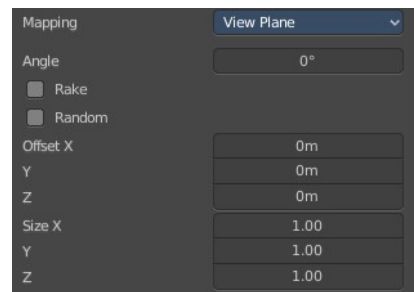 Mapping View Plane
Angle 0°
Rake
Random
Offset X 0m
Y 0m
Z 0m
Size X 1.00
Y 1.00
Z 1.00